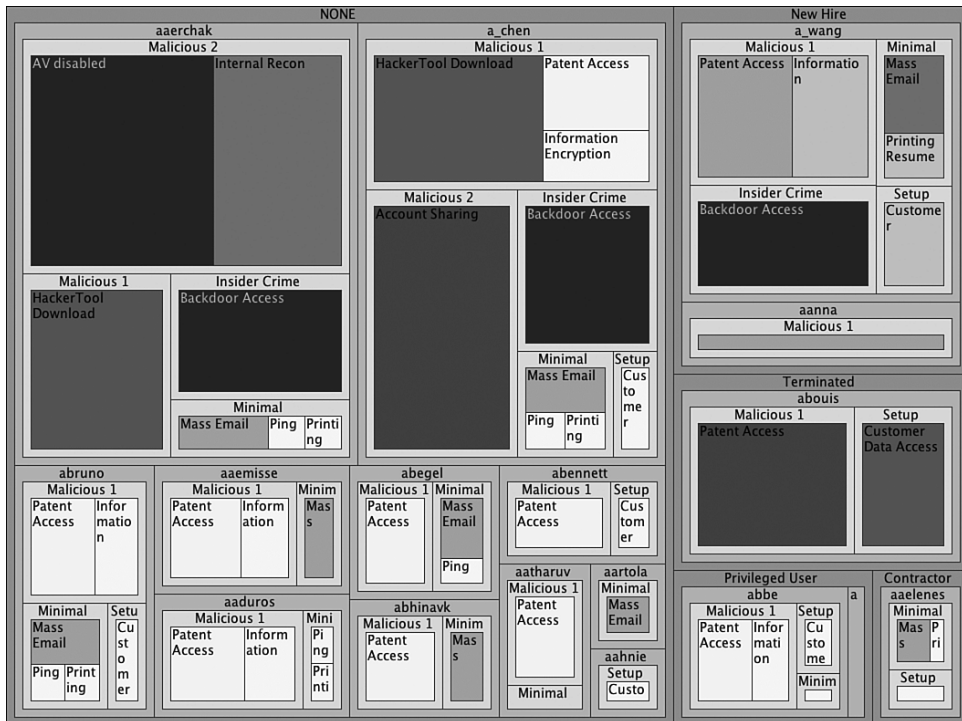 NONE
aaerchak
Malicious 2
AV disabled
Internal Recon
Malicious 1
HackerTool
Download
Insider Crime
Backdoor Access
Minimal
Mass Email
Ping
Printi
ng
a_chen
Malicious 1
HackerTool Download
Patent Access
Information
Encryption
Malicious 2
Account Sharing
Insider Crime
Backdoor Access
Minimal
Mass Email
Ping
Printi
ng
Setup
Cus
to
me
r
abruno
Malicious 1
Patent
Access
Infor
matio
n
Minimal
Mass
Email
Ping
Print
ing
Setu
Cu
st
o
m
er
aaemisse
Malicious 1
Patent
Access
Inform
ation
Minim
Mas
s
aaduros
Malicious 1
Patent
Access
Inform
ation
Mini
Pi
ng
Pri
nti
abegel
Malicious 1
Patent
Access
Minimal
Mass
Email
Ping
abhinavk
Malicious 1
Patent
Access
Minim
Mas
s
abennett
Malicious 1
Patent
Access
Setup
Cus
tom
er
aatharuv
Malicious 1
Patent
Access
Minimal
aartola
Minimal
Mass
Email
aahnie
Setup
Custo
New Hire
a_wang
Malicious 1
Patent Access
Informatio
n
Minimal
Mass
Email
Printing
Resume
Insider Crime
Backdoor Access
Setup
Custome
r
aanna
Malicious 1
Terminated
abouis
Malicious 1
Patent Access
Setup
Customer
Data Access
Privileged User
abbe
Malicious 1
Patent
Access
Infor
mati
on
Setup
Cu
sto
me
Minim
a
Contractor
aaelenes
Minimal
Mas
s
P
ri
Setup